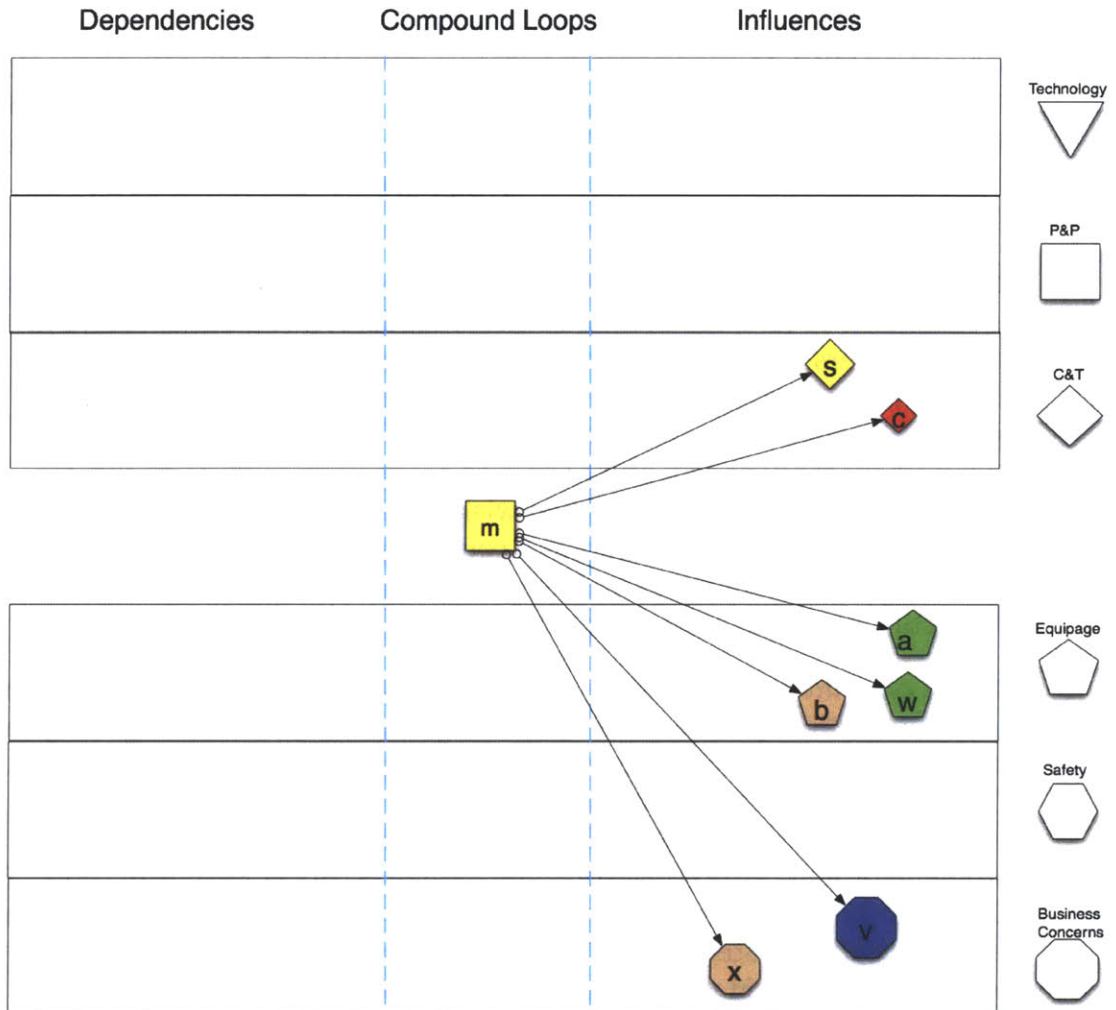 Dependencies
Compound Loops
Influences
Technology
P&P
C&T
s
c
m
Equipage
a
b
w
Safety
Business
Concerns
v
x